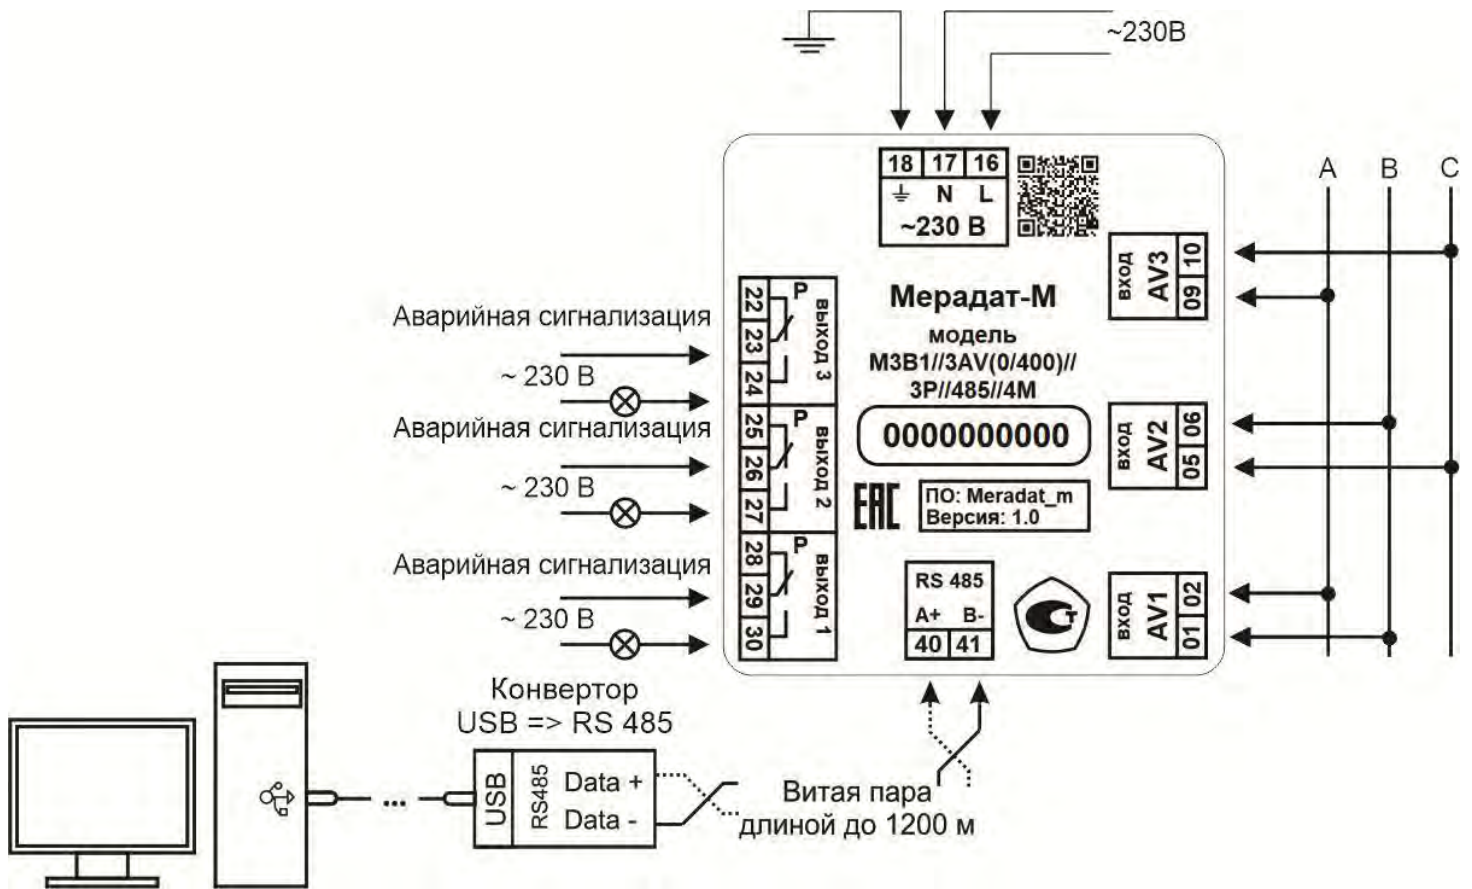 ~230В
18 17 16
N L
~230 В
A B C
вход
AV3
09 10
Мерадат-М
модель
М3В1//3AV(0/400)//
3Р//485//4М
0000000000
Аварийная сигнализация
~ 230 В
22 23 24
Р
выход 3
Аварийная сигнализация
~ 230 В
25 26 27
Р
выход 2
вход
AV2
05 06
EAC
ПО: Meradat_m
Версия: 1.0
Аварийная сигнализация
~ 230 В
28 29 30
Р
выход 1
RS 485
A+ B-
40 41
Ст
вход
AV1
01 02
Конвертор
USB => RS 485
USB
RS485
Data +
Data -
...
Витая пара
длиной до 1200 м